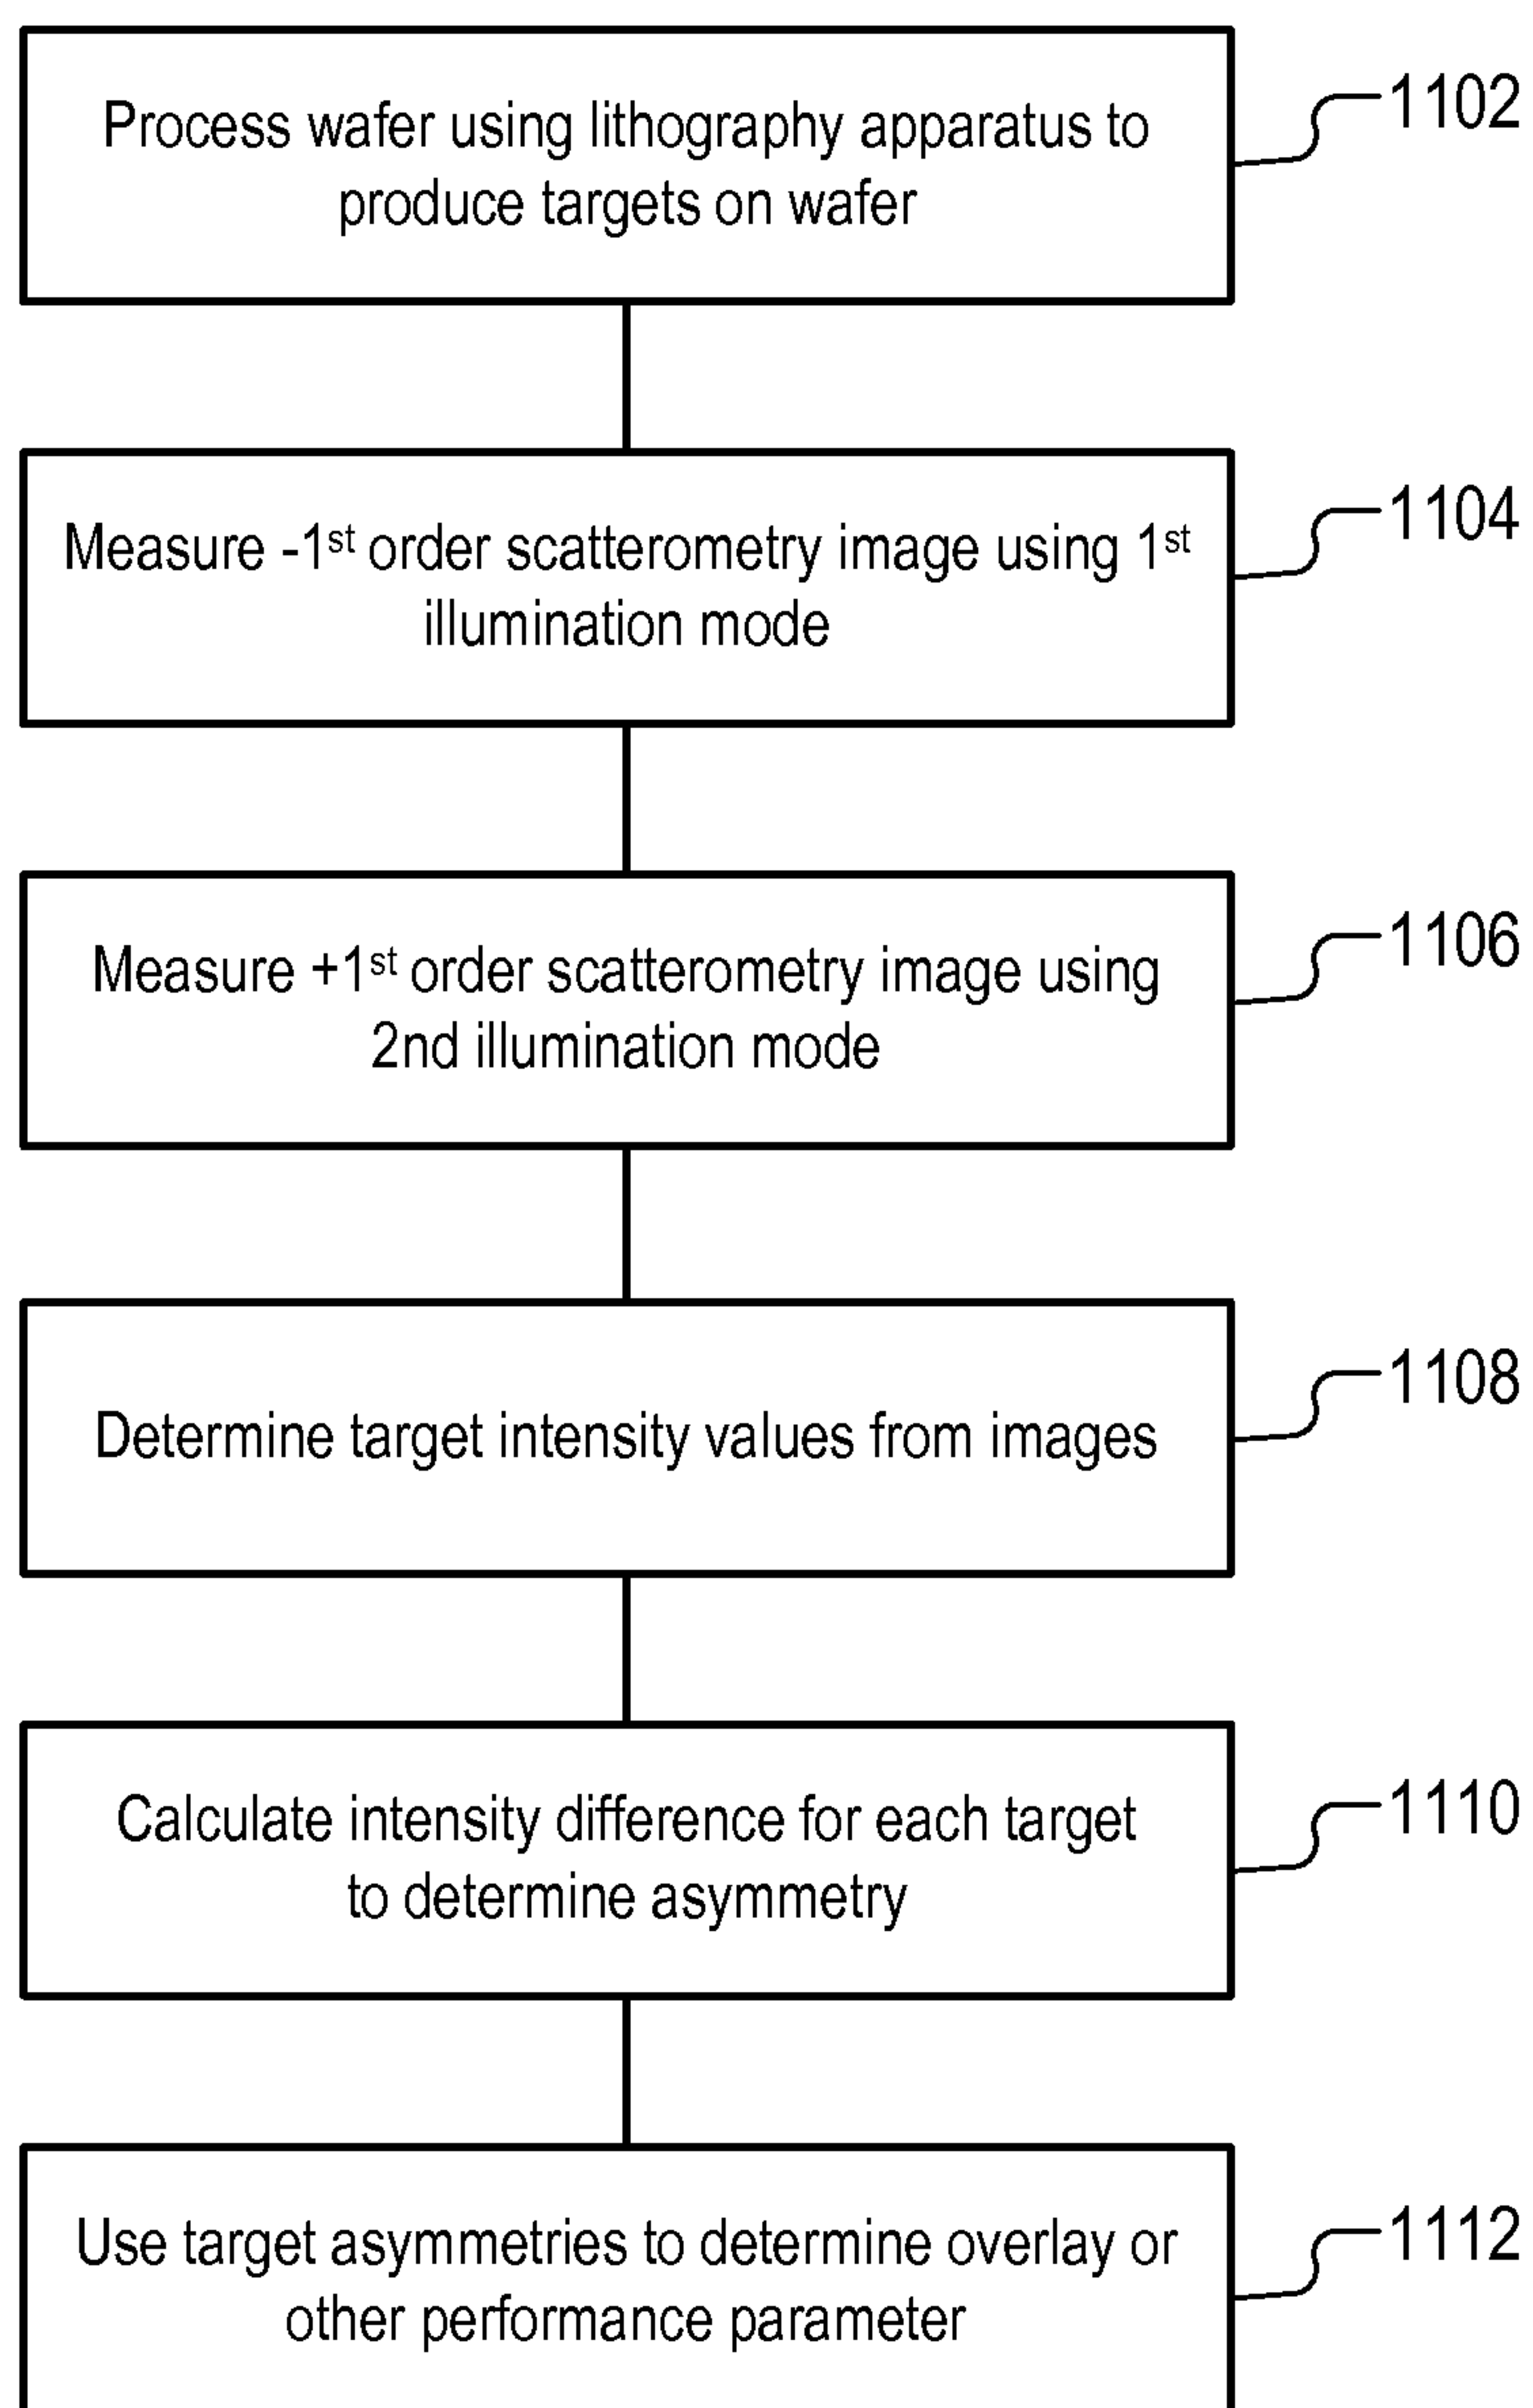 Process wafer using lithography apparatus to
produce targets on wafer
1102
Measure -1st order scatterometry image using 1st
illumination mode
1104
Measure +1st order scatterometry image using
2nd illumination mode
1106
Determine target intensity values from images
1108
Calculate intensity difference for each target
to determine asymmetry
1110
Use target asymmetries to determine overlay or
other performance parameter
1112